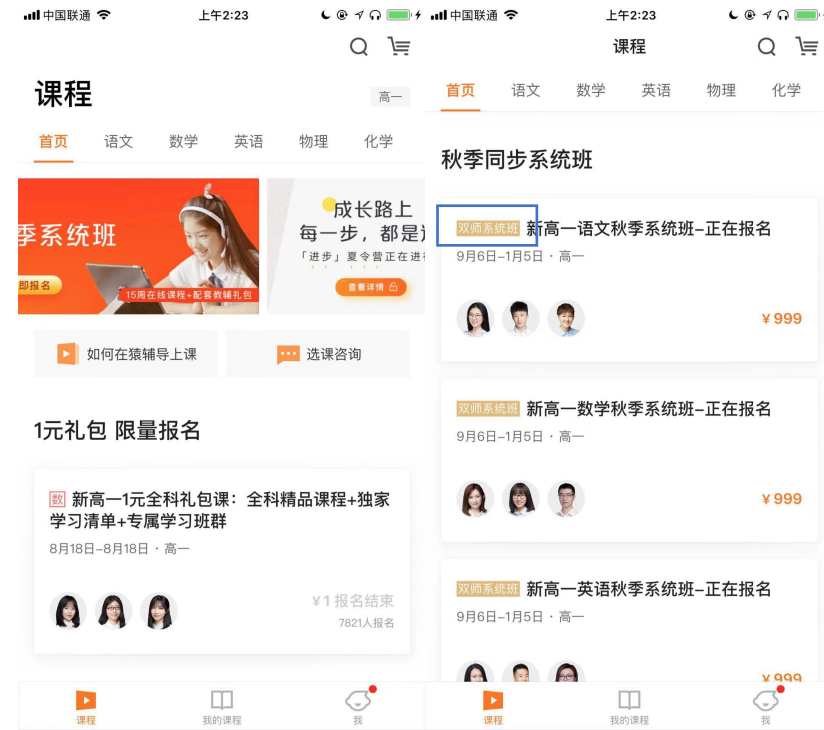 中国联通
上午2:23
课程
高一
首页 语文 数学 英语 物理 化学
季系统班
即报名
15周在线课程+配套教辅礼包
成长路上
每一步，都是
「进步」夏令营正在进
查看详情
如何在猿辅导上课
选课咨询
1元礼包 限量报名
数 新高一1元全科礼包课：全科精品课程+独家
学习清单+专属学习班群
8月18日-8月18日 · 高一
¥1 报名结束
7821人报名
课程 我的课程 我
中国联通
上午2:23
课程
首页 语文 数学 英语 物理 化学
秋季同步系统班
双师系统班 新高一语文秋季系统班-正在报名
9月6日-1月5日 · 高一
¥999
双师系统班 新高一数学秋季系统班-正在报名
9月6日-1月5日 · 高一
¥999
双师系统班 新高一英语秋季系统班-正在报名
9月6日-1月5日 · 高一
¥999
课程 我的课程 我